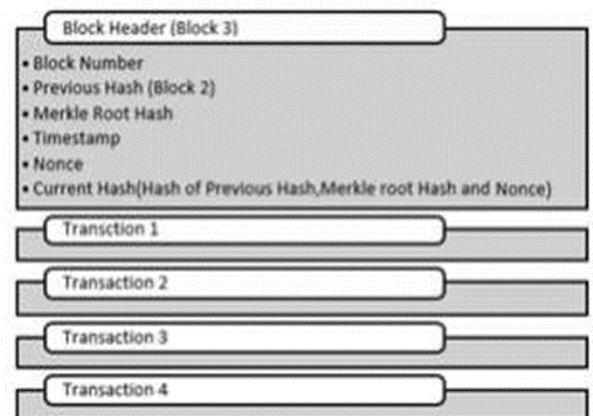 Block Header (Block 3)
• Block Number
• Previous Hash (Block 2)
• Merkle Root Hash
• Timestamp
• Nonce
• Current Hash(Hash of Previous Hash,Merkle root Hash and Nonce)
Transction 1
Transaction 2
Transaction 3
Transaction 4